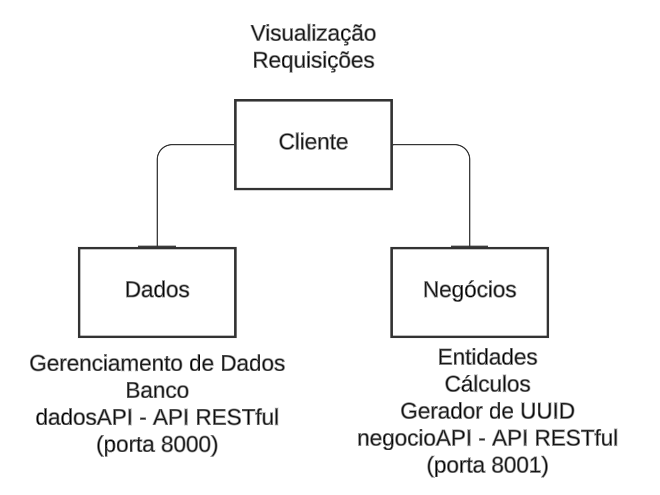 Visualização
Requisições
Cliente
Dados
Gerenciamento de Dados
Banco
dadosAPI - API RESTful
(porta 8000)
Negócios
Entidades
Cálculos
Gerador de UUID
negocioAPI - API RESTful
(porta 8001)